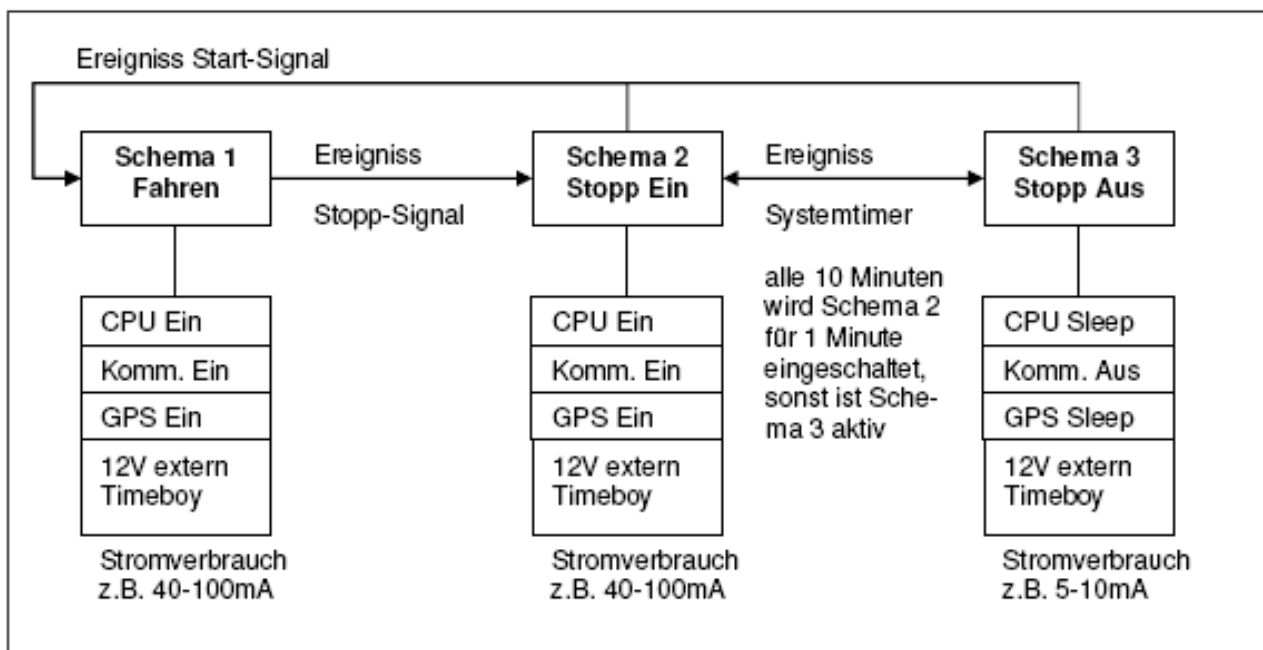 Ereigniss Start-Signal
Schema 1
Fahren
Ereigniss
Stopp-Signal
Schema 2
Stopp Ein
Ereigniss
Systemtimer
alle 10 Minuten
wird Schema 2
für 1 Minute
eingeschaltet,
sonst ist Sche-
ma 3 aktiv
Schema 3
Stopp Aus
CPU Ein
Komm. Ein
GPS Ein
12V extern
Timeboy
Stromverbrauch
z.B. 40-100mA
CPU Ein
Komm. Ein
GPS Ein
12V extern
Timeboy
Stromverbrauch
z.B. 40-100mA
CPU Sleep
Komm. Aus
GPS Sleep
12V extern
Timeboy
Stromverbrauch
z.B. 5-10mA